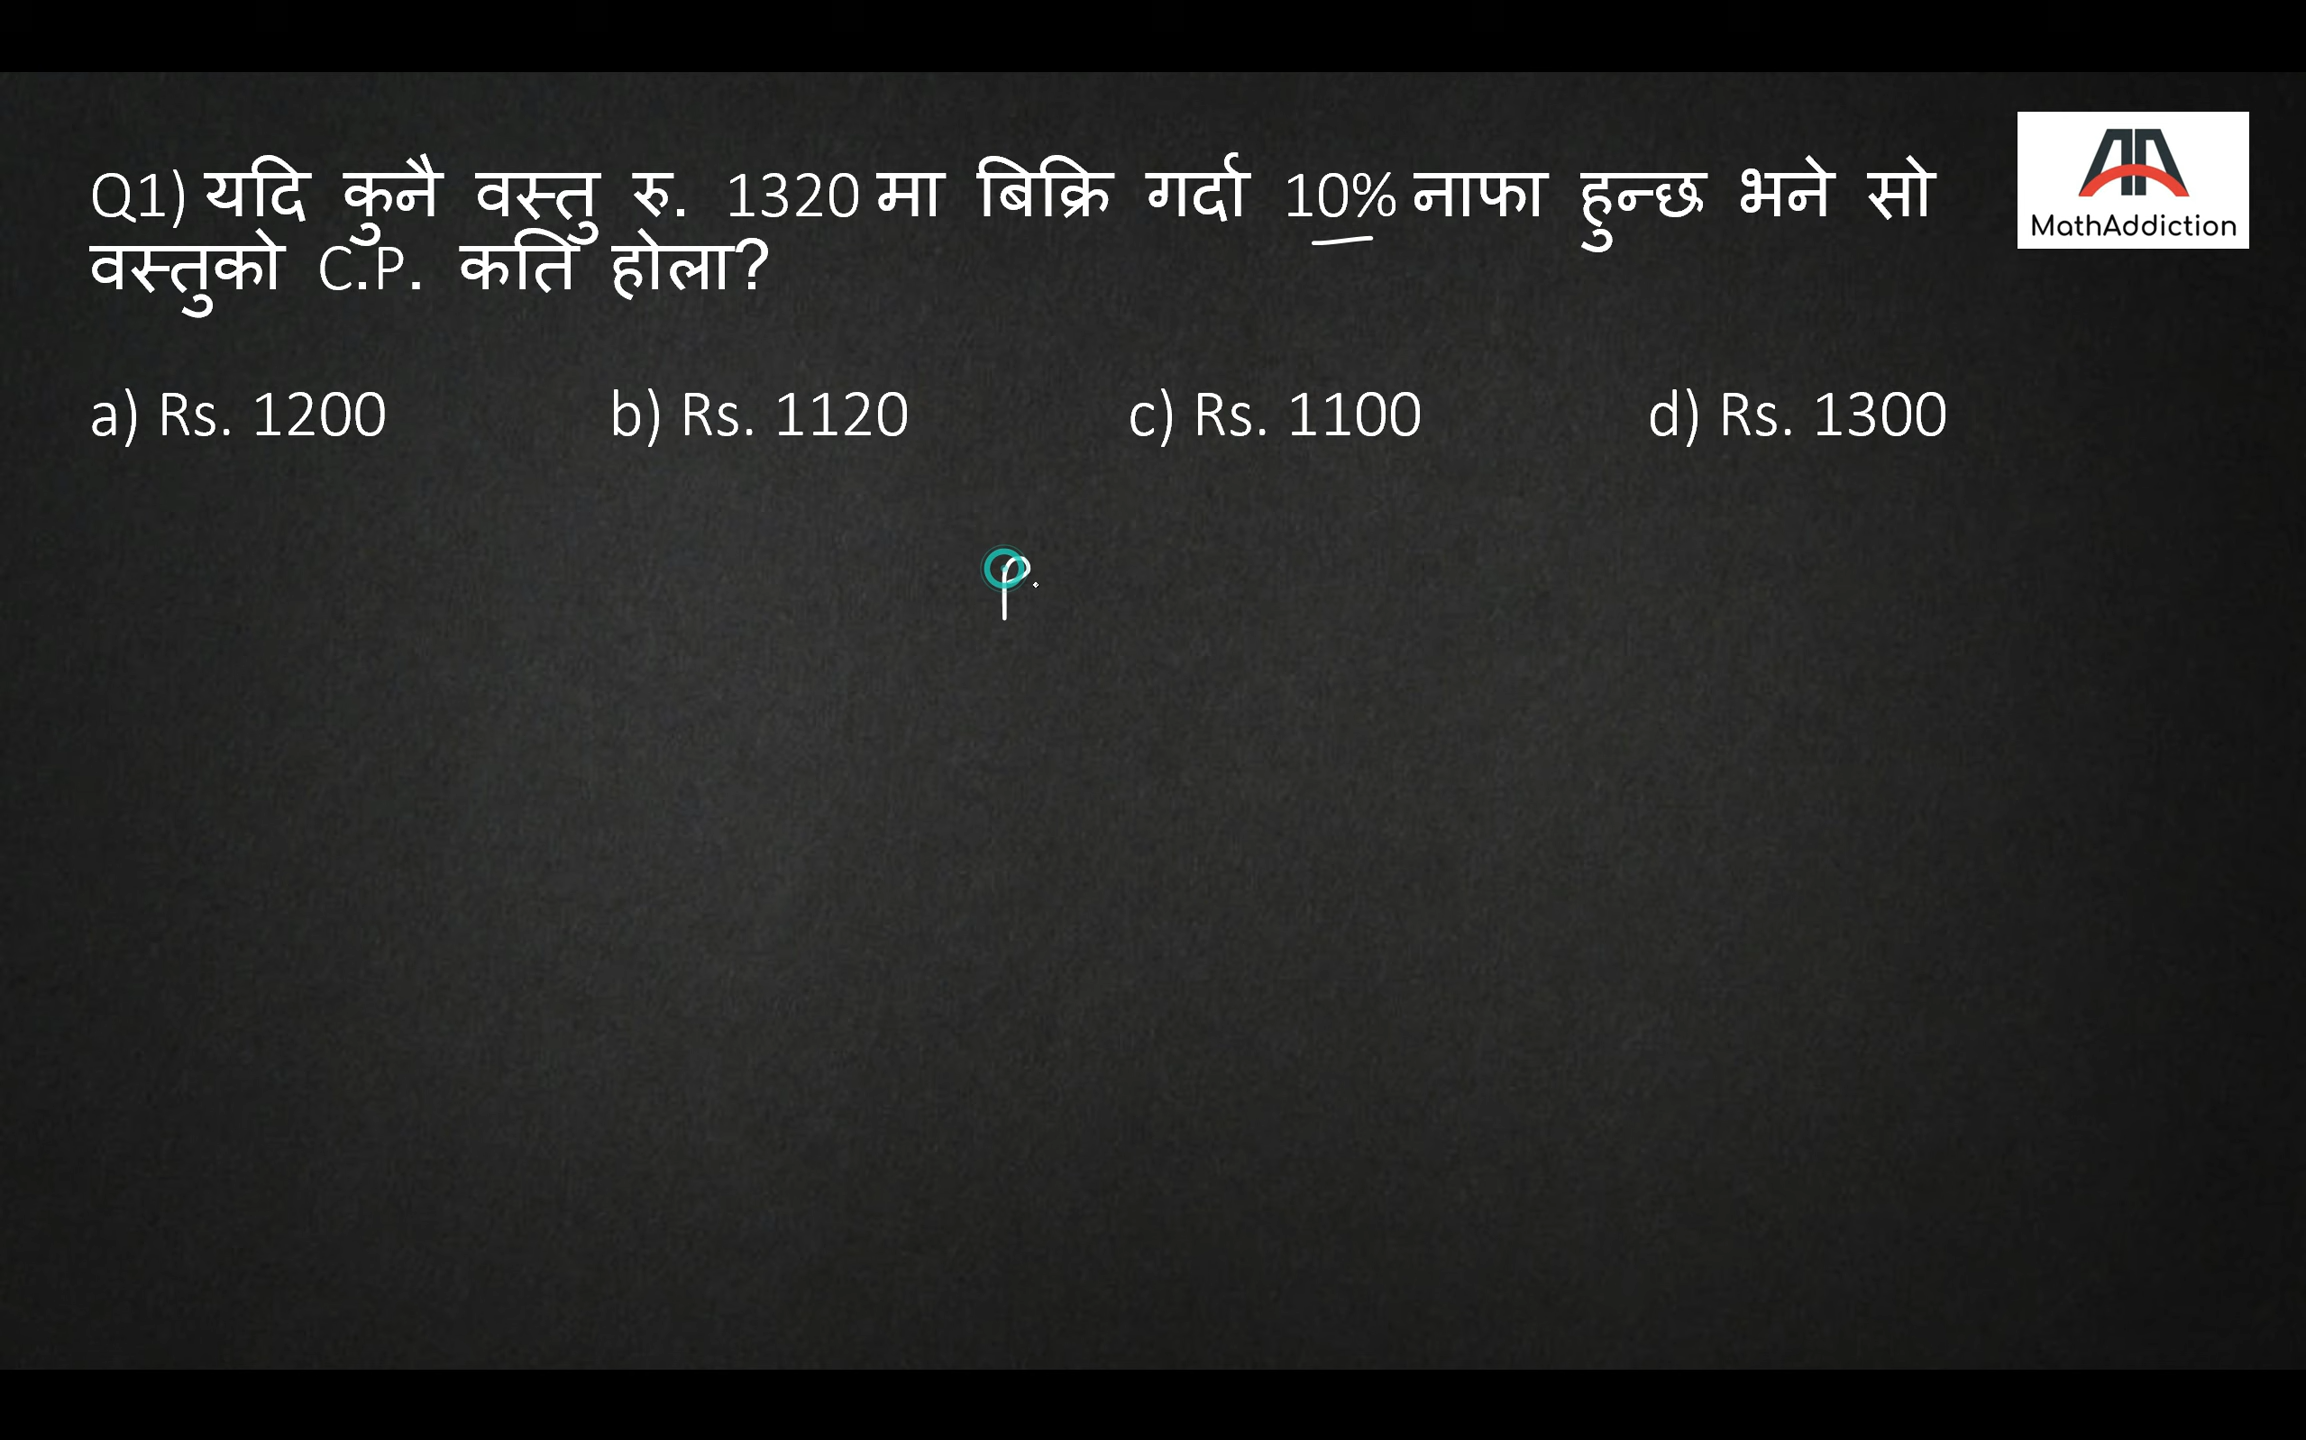 Q1) यदि कुनै वस्तु रु. 1320 मा बिक्रि गर्दा 10% नाफा हुन्छ भने सो
वस्तुको C.P. कति होला?
MathAddiction
a) Rs. 1200 b) Rs. 1120 c) Rs. 1100 d) Rs. 1300
P